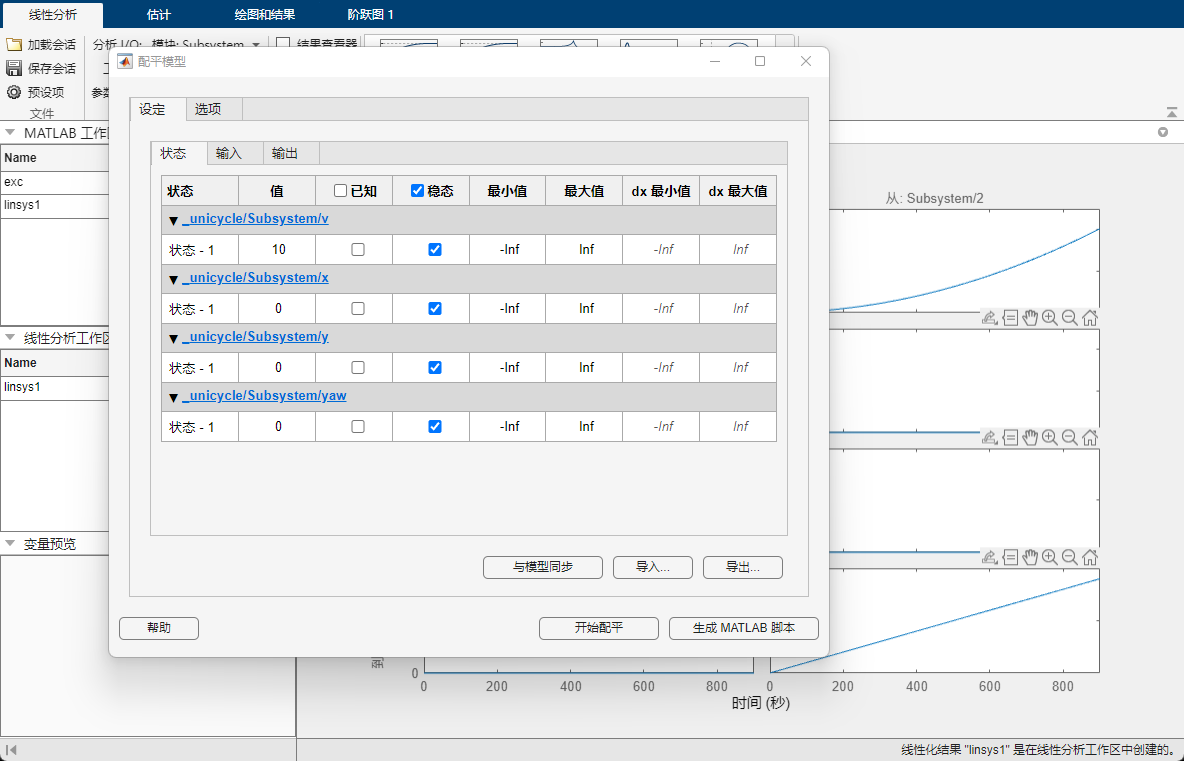 线性分析 估计 绘图和结果 阶跃图 1
加载会话 分析 I/O: 模块: Subsystem 结果查看器
保存会话
预设项
文件
MATLAB 工作
Name
exc
linsys1
线性分析工作区
Name
linsys1
变量预览
配平模型
设定 选项
状态 输入 输出
状态 值 已知 稳态 最小值 最大值 dx 最小值 dx 最大值
▼ _unicycle/Subsystem/v
状态 - 1 10 -Inf Inf -Inf Inf
▼ _unicycle/Subsystem/x
状态 - 1 0 -Inf Inf -Inf Inf
▼ _unicycle/Subsystem/y
状态 - 1 0 -Inf Inf -Inf Inf
▼ _unicycle/Subsystem/yaw
状态 - 1 0 -Inf Inf -Inf Inf
与模型同步 导入... 导出...
帮助 开始配平 生成 MATLAB 脚本
从: Subsystem/2
0
0 200 400 600 800 0 200 400 600 800
时间 (秒)
线性化结果 "linsys1" 是在线性分析工作区中创建的。